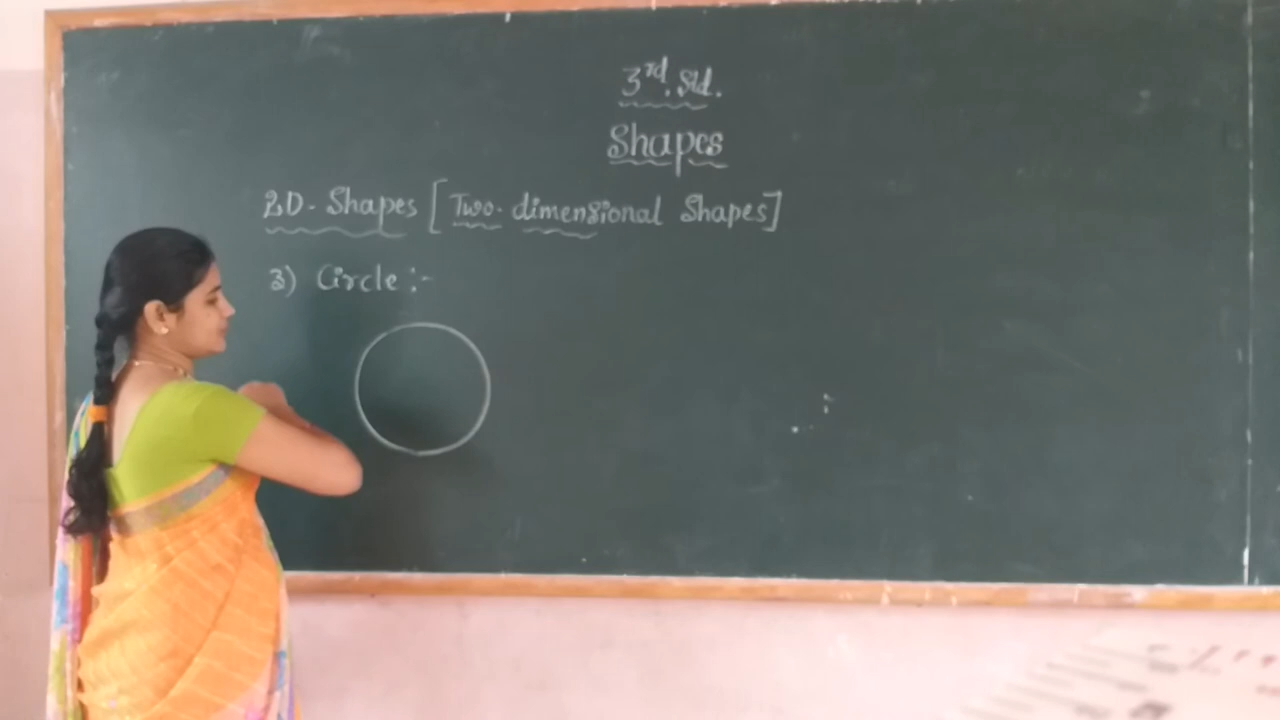 3rd. Std.
Shapes
2D- Shapes [Two-dimensional Shapes]
3) Circle :-